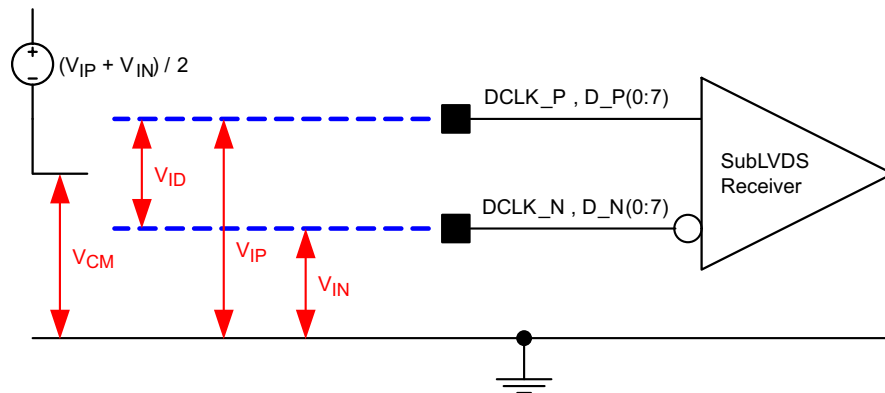 +
−
(VIP + VIN) / 2
DCLK_P , D_P(0:7)
SubLVDS
Receiver
VID
DCLK_N , D_N(0:7)
VCM
VIP
VIN